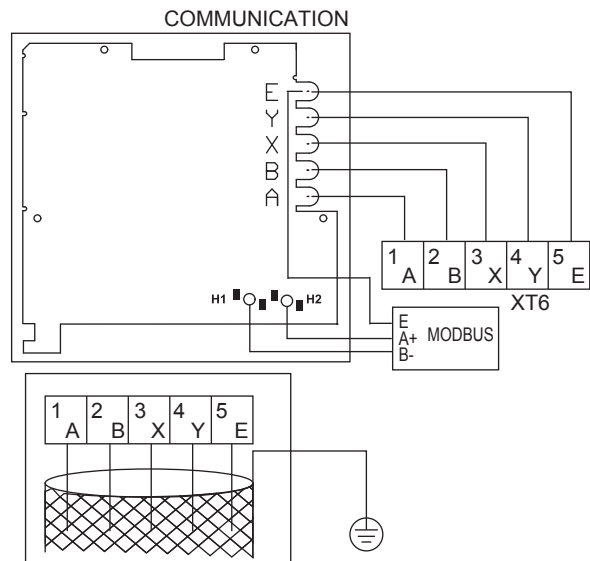 COMMUNICATION
E
Y
X
B
A
1 A 2 B 3 X 4 Y 5 E
XT6
H1 H2
E
A+ MODBUS
B-
1 A 2 B 3 X 4 Y 5 E